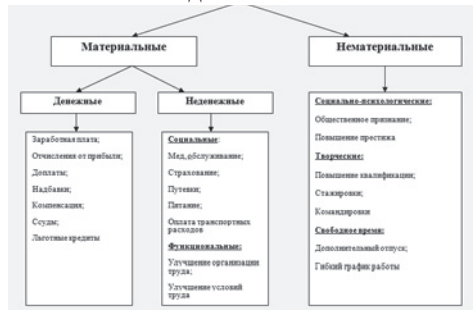 Материальные
Нематериальные
Денежные
Неденежные
Заработная плата;
Отчисления от прибыли;
Доплаты;
Надбавки;
Компенсация;
Ссуды;
Льготные кредиты
Социальные:
Мед.обслуживание;
Страхование;
Путевки;
Питание;
Оплата транспортных
расходов
Функциональные:
Улучшение организации
труда;
Улучшение условий
труда
Социально-психологические:
Общественное признание;
Повышение престижа
Творческие:
Повышение квалификации;
Стажировки;
Командировки
Свободное время:
Дополнительный отпуск;
Гибкий график работы